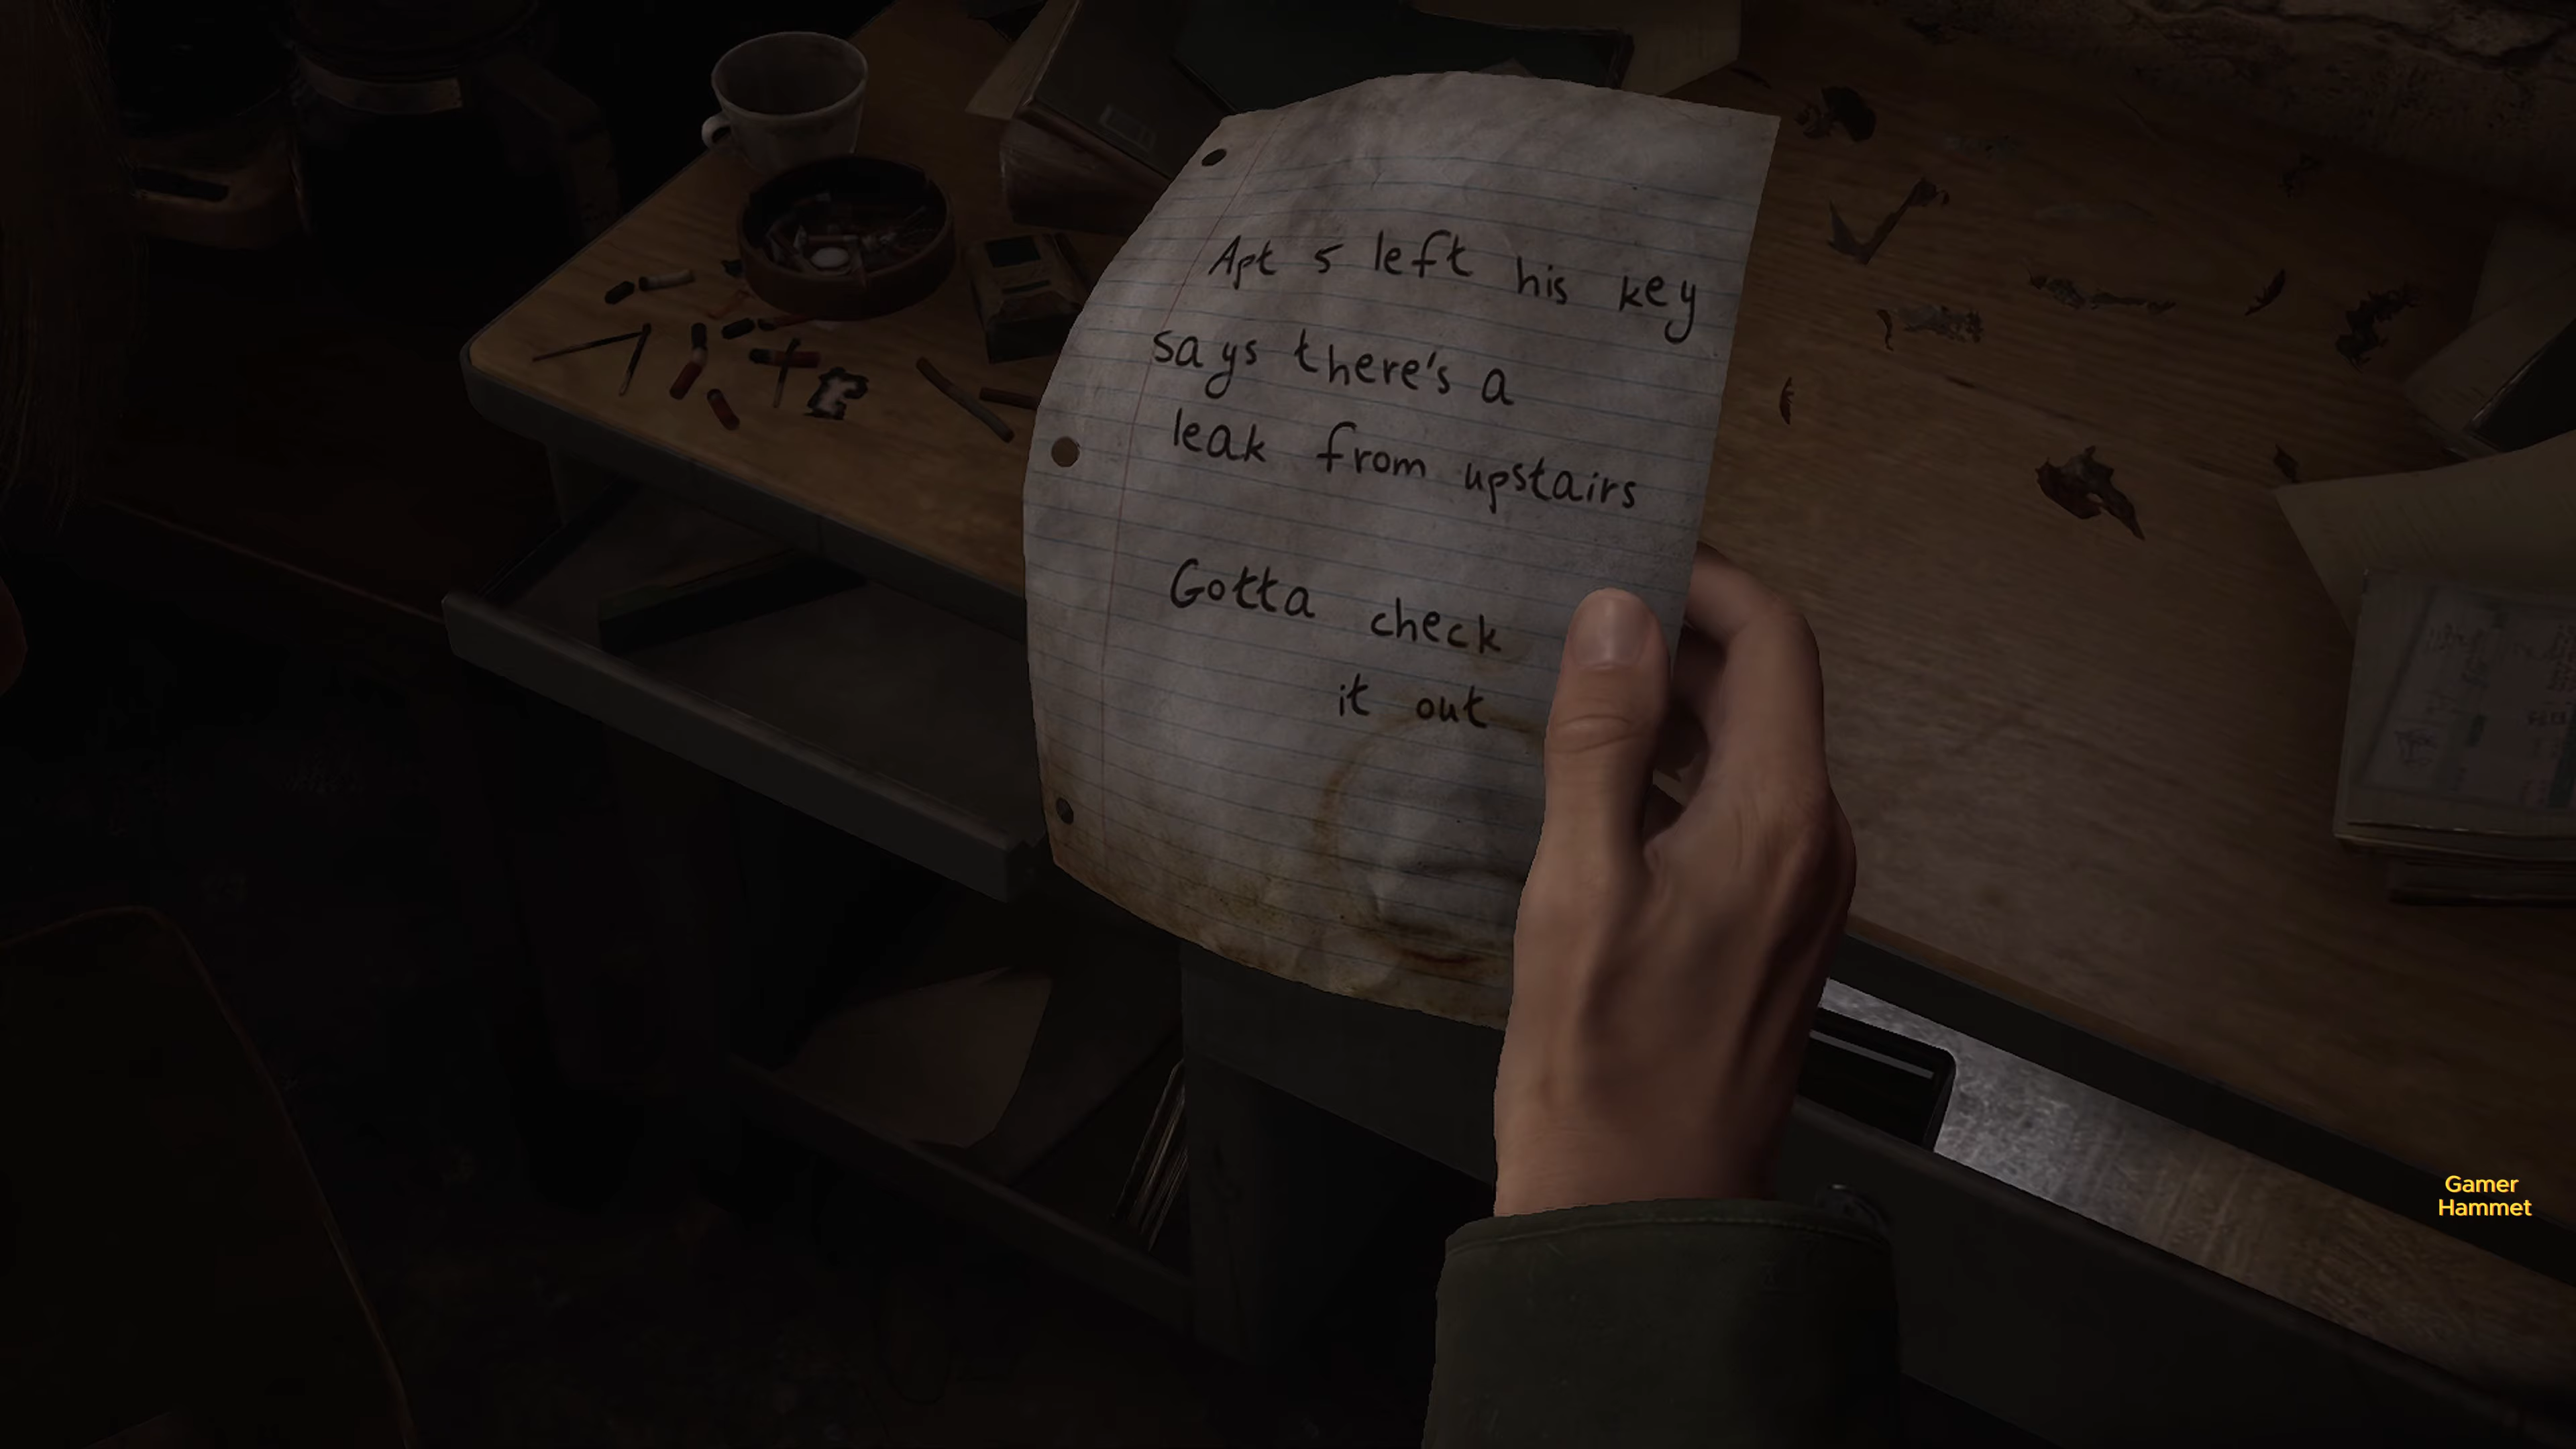 Apt 5 left his key
says there's a
leak from upstairs
Gotta check
it out
Gamer
Hammet